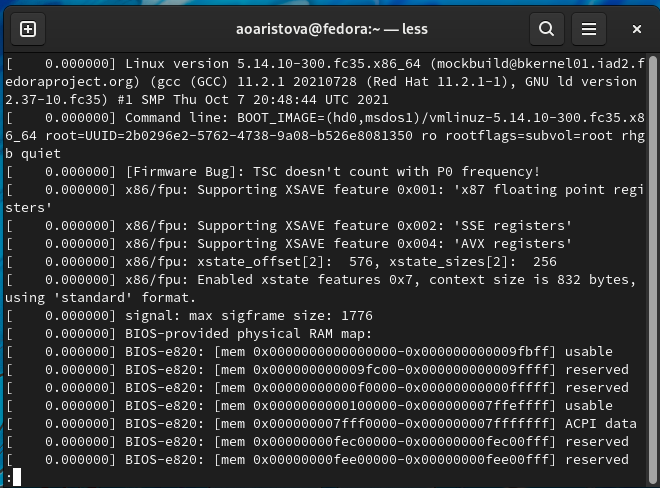 aoaristova@fedora:~ — less
[    0.000000] Linux version 5.14.10-300.fc35.x86_64 (mockbuild@bkernel01.iad2.f
edoraproject.org) (gcc (GCC) 11.2.1 20210728 (Red Hat 11.2.1-1), GNU ld version
2.37-10.fc35) #1 SMP Thu Oct 7 20:48:44 UTC 2021
[    0.000000] Command line: BOOT_IMAGE=(hd0,msdos1)/vmlinuz-5.14.10-300.fc35.x8
6_64 root=UUID=2b0296e2-5762-4738-9a08-b526e8081350 ro rootflags=subvol=root rhg
b quiet
[    0.000000] [Firmware Bug]: TSC doesn't count with P0 frequency!
[    0.000000] x86/fpu: Supporting XSAVE feature 0x001: 'x87 floating point regi
sters'
[    0.000000] x86/fpu: Supporting XSAVE feature 0x002: 'SSE registers'
[    0.000000] x86/fpu: Supporting XSAVE feature 0x004: 'AVX registers'
[    0.000000] x86/fpu: xstate_offset[2]:  576, xstate_sizes[2]:  256
[    0.000000] x86/fpu: Enabled xstate features 0x7, context size is 832 bytes,
using 'standard' format.
[    0.000000] signal: max sigframe size: 1776
[    0.000000] BIOS-provided physical RAM map:
[    0.000000] BIOS-e820: [mem 0x0000000000000000-0x000000000009fbff] usable
[    0.000000] BIOS-e820: [mem 0x000000000009fc00-0x000000000009ffff] reserved
[    0.000000] BIOS-e820: [mem 0x00000000000f0000-0x00000000000fffff] reserved
[    0.000000] BIOS-e820: [mem 0x0000000000100000-0x000000007ffeffff] usable
[    0.000000] BIOS-e820: [mem 0x000000007fff0000-0x000000007fffffff] ACPI data
[    0.000000] BIOS-e820: [mem 0x00000000fec00000-0x00000000fec00fff] reserved
[    0.000000] BIOS-e820: [mem 0x00000000fee00000-0x00000000fee00fff] reserved
: